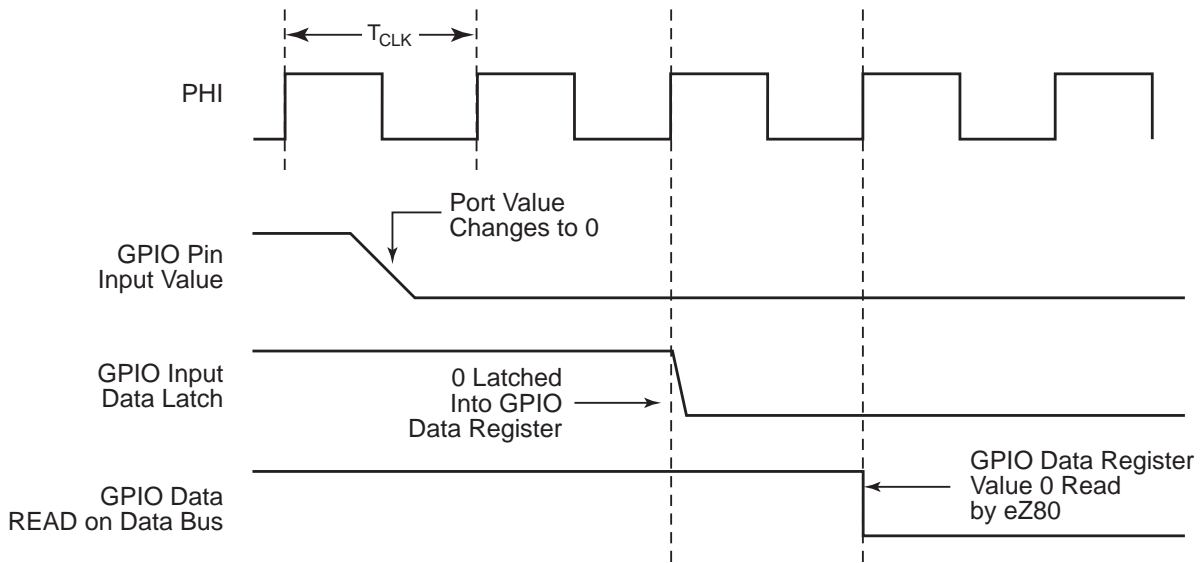 T_CLK
PHI
Port Value
Changes to 0
GPIO Pin
Input Value
GPIO Input
Data Latch
0 Latched
Into GPIO
Data Register
GPIO Data
READ on Data Bus
GPIO Data Register
Value 0 Read
by eZ80